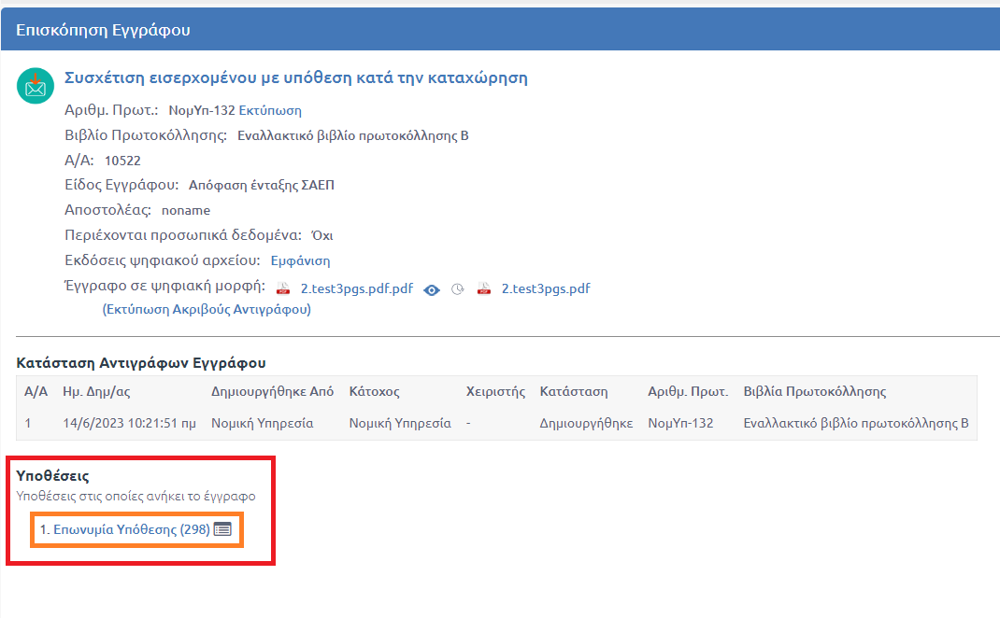 Επισκόπηση Εγγράφου
Συσχέτιση εισερχομένου με υπόθεση κατά την καταχώρηση
Αριθμ. Πρωτ.: ΝομΥπ-132 Εκτύπωση
Βιβλίο Πρωτοκόλλησης: Εναλλακτικό βιβλίο πρωτοκόλλησης Β
Α/Α: 10522
Είδος Εγγράφου: Απόφαση ένταξης ΣΑΕΠ
Αποστολέας: noname
Περιέχονται προσωπικά δεδομένα: Όχι
Εκδόσεις ψηφιακού αρχείου: Εμφάνιση
Έγγραφο σε ψηφιακή μορφή: 2.test3pgs.pdf.pdf 2.test3pgs.pdf
(Εκτύπωση Ακριβούς Αντιγράφου)
Κατάσταση Αντιγράφων Εγγράφου
Α/Α Ημ. Δημ/ας Δημιουργήθηκε Από Κάτοχος Χειριστής Κατάσταση Αριθμ. Πρωτ. Βιβλία Πρωτοκόλλησης
1 14/6/2023 10:21:51 πμ Νομική Υπηρεσία Νομική Υπηρεσία - Δημιουργήθηκε ΝομΥπ-132 Εναλλακτικό βιβλίο πρωτοκόλλησης Β
Υποθέσεις
Υποθέσεις στις οποίες ανήκει το έγγραφο
1. Επωνυμία Υπόθεσης (298)